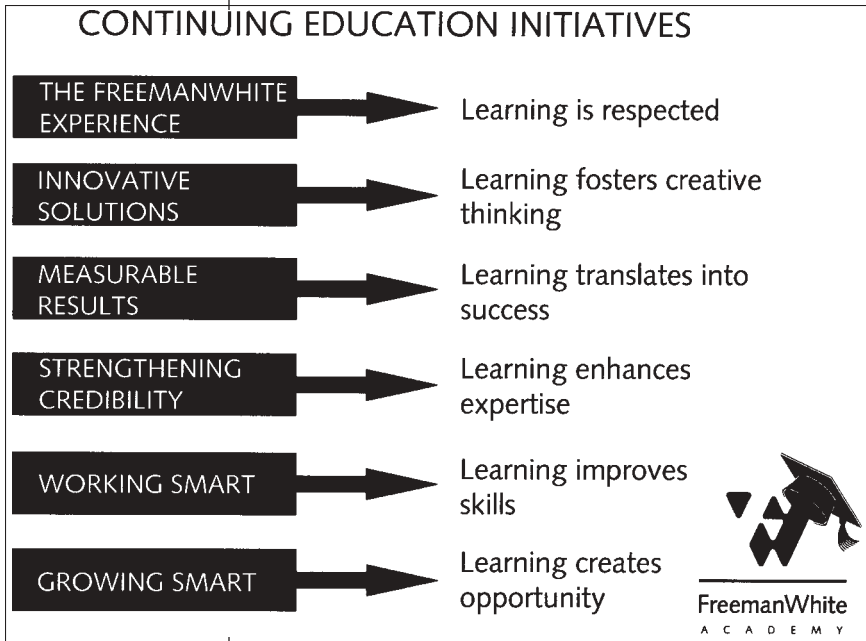 CONTINUING EDUCATION INITIATIVES
THE FREEMANWHITE
EXPERIENCE
Learning is respected
INNOVATIVE
SOLUTIONS
Learning fosters creative
thinking
MEASURABLE
RESULTS
Learning translates into
success
STRENGTHENING
CREDIBILITY
Learning enhances
expertise
WORKING SMART
Learning improves
skills
GROWING SMART
Learning creates
opportunity
FreemanWhite
ACADEMY